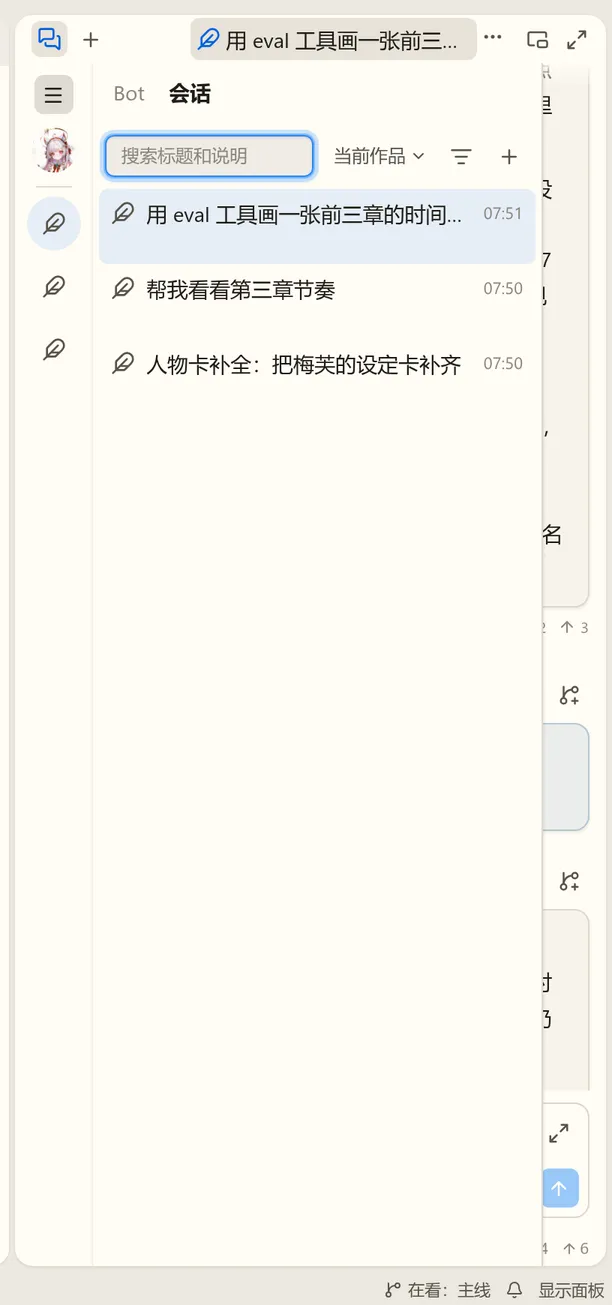 用 eval 工具画一张前三...
Bot 会话
搜索标题和说明 当前作品
用 eval 工具画一张前三章的时间... 07:51
帮我看看第三章节奏 07:50
人物卡补全：把梅芙的设定卡补齐 07:50
名
3
6
在看：主线 显示面板